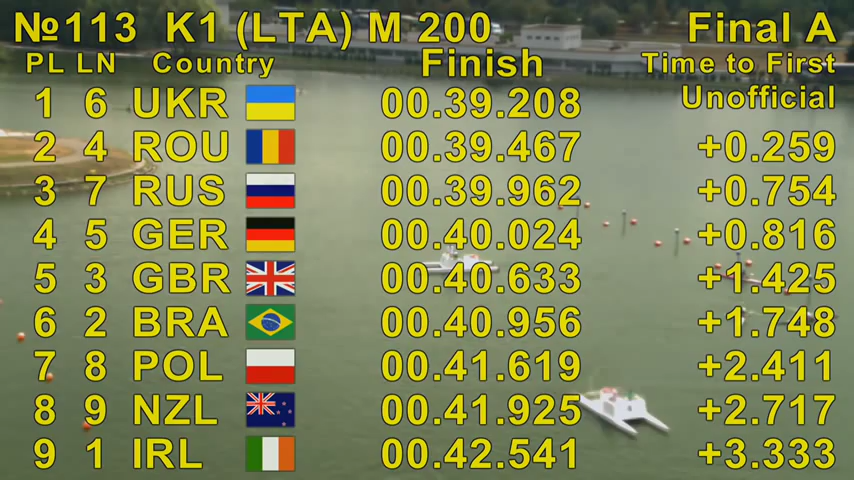 №113 K1 (LTA) M 200 Final A
PL LN Country Finish Time to First
1 6 UKR 00.39.208 Unofficial
2 4 ROU 00.39.467 +0.259
3 7 RUS 00.39.962 +0.754
4 5 GER 00.40.024 +0.816
5 3 GBR 00.40.633 +1.425
6 2 BRA 00.40.956 +1.748
7 8 POL 00.41.619 +2.411
8 9 NZL 00.41.925 +2.717
9 1 IRL 00.42.541 +3.333